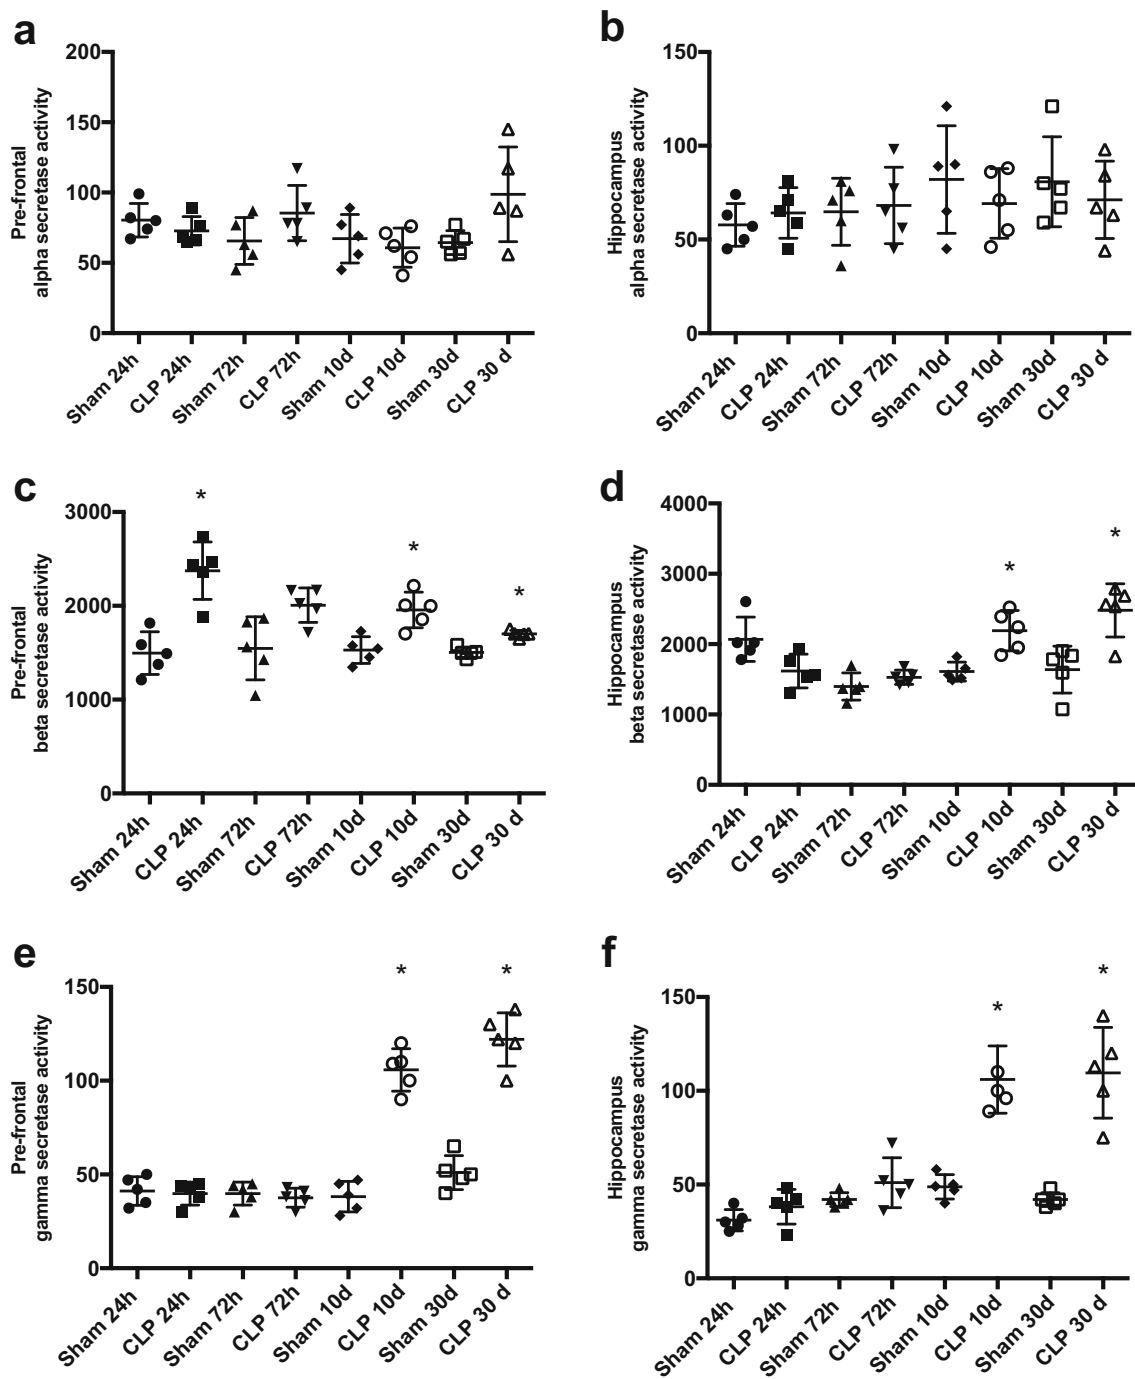 a
Pre-frontal
alpha secretase activity
200
150
100
50
0
Sham 24h
CLP 24h
Sham 72h
CLP 72h
Sham 10d
CLP 10d
Sham 30d
CLP 30 d
b
Hippocampus
alpha secretase activity
150
100
50
0
Sham 24h
CLP 24h
Sham 72h
CLP 72h
Sham 10d
CLP 10d
Sham 30d
CLP 30 d
c
Pre-frontal
beta secretase activity
3000
2000
1000
0
*
*
*
Sham 24h
CLP 24h
Sham 72h
CLP 72h
Sham 10d
CLP 10d
Sham 30d
CLP 30 d
d
Hippocampus
beta secretase activity
4000
3000
2000
1000
0
*
*
Sham 24h
CLP 24h
Sham 72h
CLP 72h
Sham 10d
CLP 10d
Sham 30d
CLP 30 d
e
Pre-frontal
gamma secretase activity
150
100
50
0
*
*
Sham 24h
CLP 24h
Sham 72h
CLP 72h
Sham 10d
CLP 10d
Sham 30d
CLP 30 d
f
Hippocampus
gamma secretase activity
150
100
50
0
*
*
Sham 24h
CLP 24h
Sham 72h
CLP 72h
Sham 10d
CLP 10d
Sham 30d
CLP 30 d